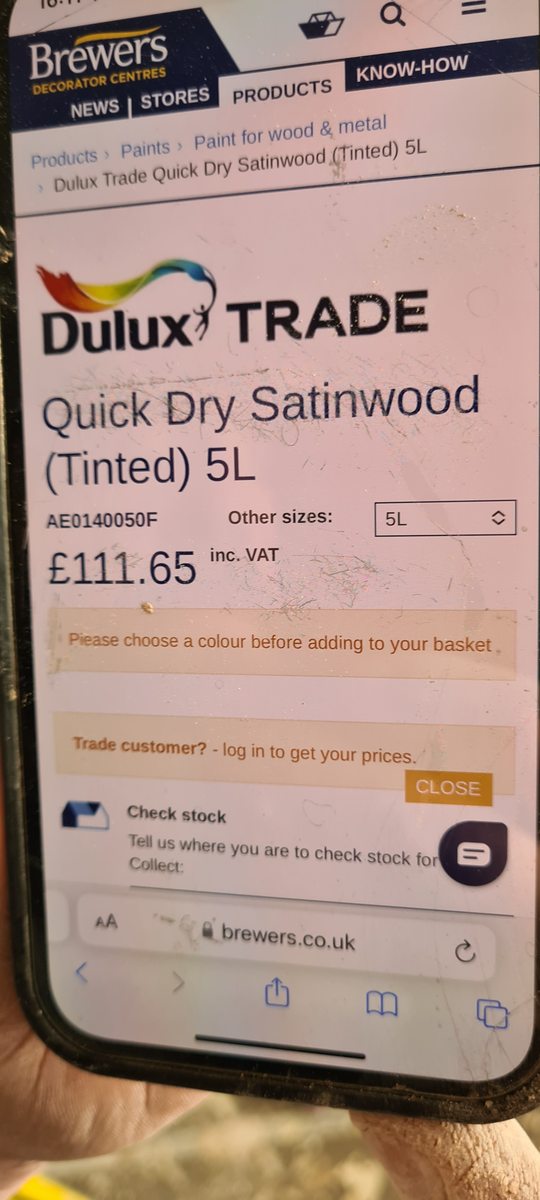 Brewers
DECORATOR CENTRES
NEWS | STORES PRODUCTS KNOW-HOW
Products › Paints › Paint for wood & metal
› Dulux Trade Quick Dry Satinwood (Tinted) 5L
Dulux TRADE
Quick Dry Satinwood
(Tinted) 5L
AE0140050F Other sizes: 5L
£111.65 inc. VAT
Please choose a colour before adding to your basket
Trade customer? - log in to get your prices.
CLOSE
Check stock
Tell us where you are to check stock for
Collect:
AA brewers.co.uk